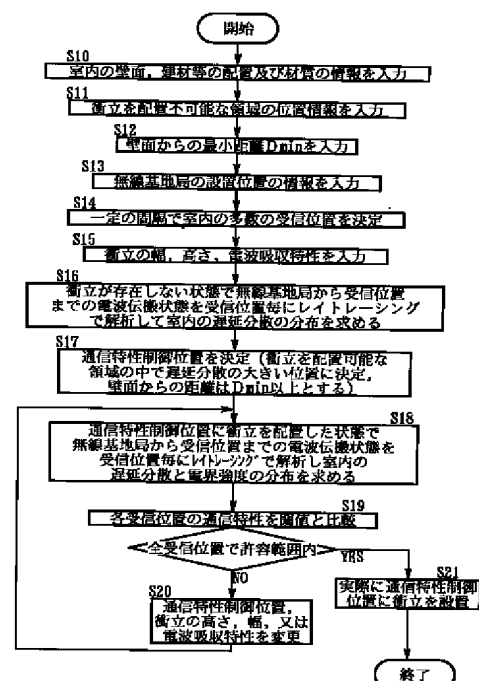 開始
S10
室内の壁面，建材等の配置及び材質の情報を入力
S11
衝立を配置不可能な領域の位置情報を入力
S12
壁面からの最小距離Ｄminを入力
S13
無線基地局の設置位置の情報を入力
S14
一定の間隔で室内の多数の受信位置を決定
S15
衝立の幅，高さ，電波吸収特性を入力
S16
衝立が存在しない状態で無線基地局から受信位置
までの電波伝搬状態を受信位置毎にレイトレーシング
で解析して室内の遅延分散の分布を求める
S17
通信特性制御位置を決定（衝立を配置可能な
領域の中で遅延分散の大きい位置に決定，
壁面からの距離はＤmin以上とする）
S18
通信特性制御位置に衝立を配置した状態で
無線基地局から受信位置までの電波伝搬状態を
受信位置毎にレイトレーシングで解析し室内の
遅延分散と電界強度の分布を求める
S19
各受信位置の通信特性を閾値と比較
全受信位置で許容範囲内
YES
NO
S20
通信特性制御位置，
衝立の高さ，幅，又は
電波吸収特性を変更
S21
実際に通信特性制御
位置に衝立を設置
終了